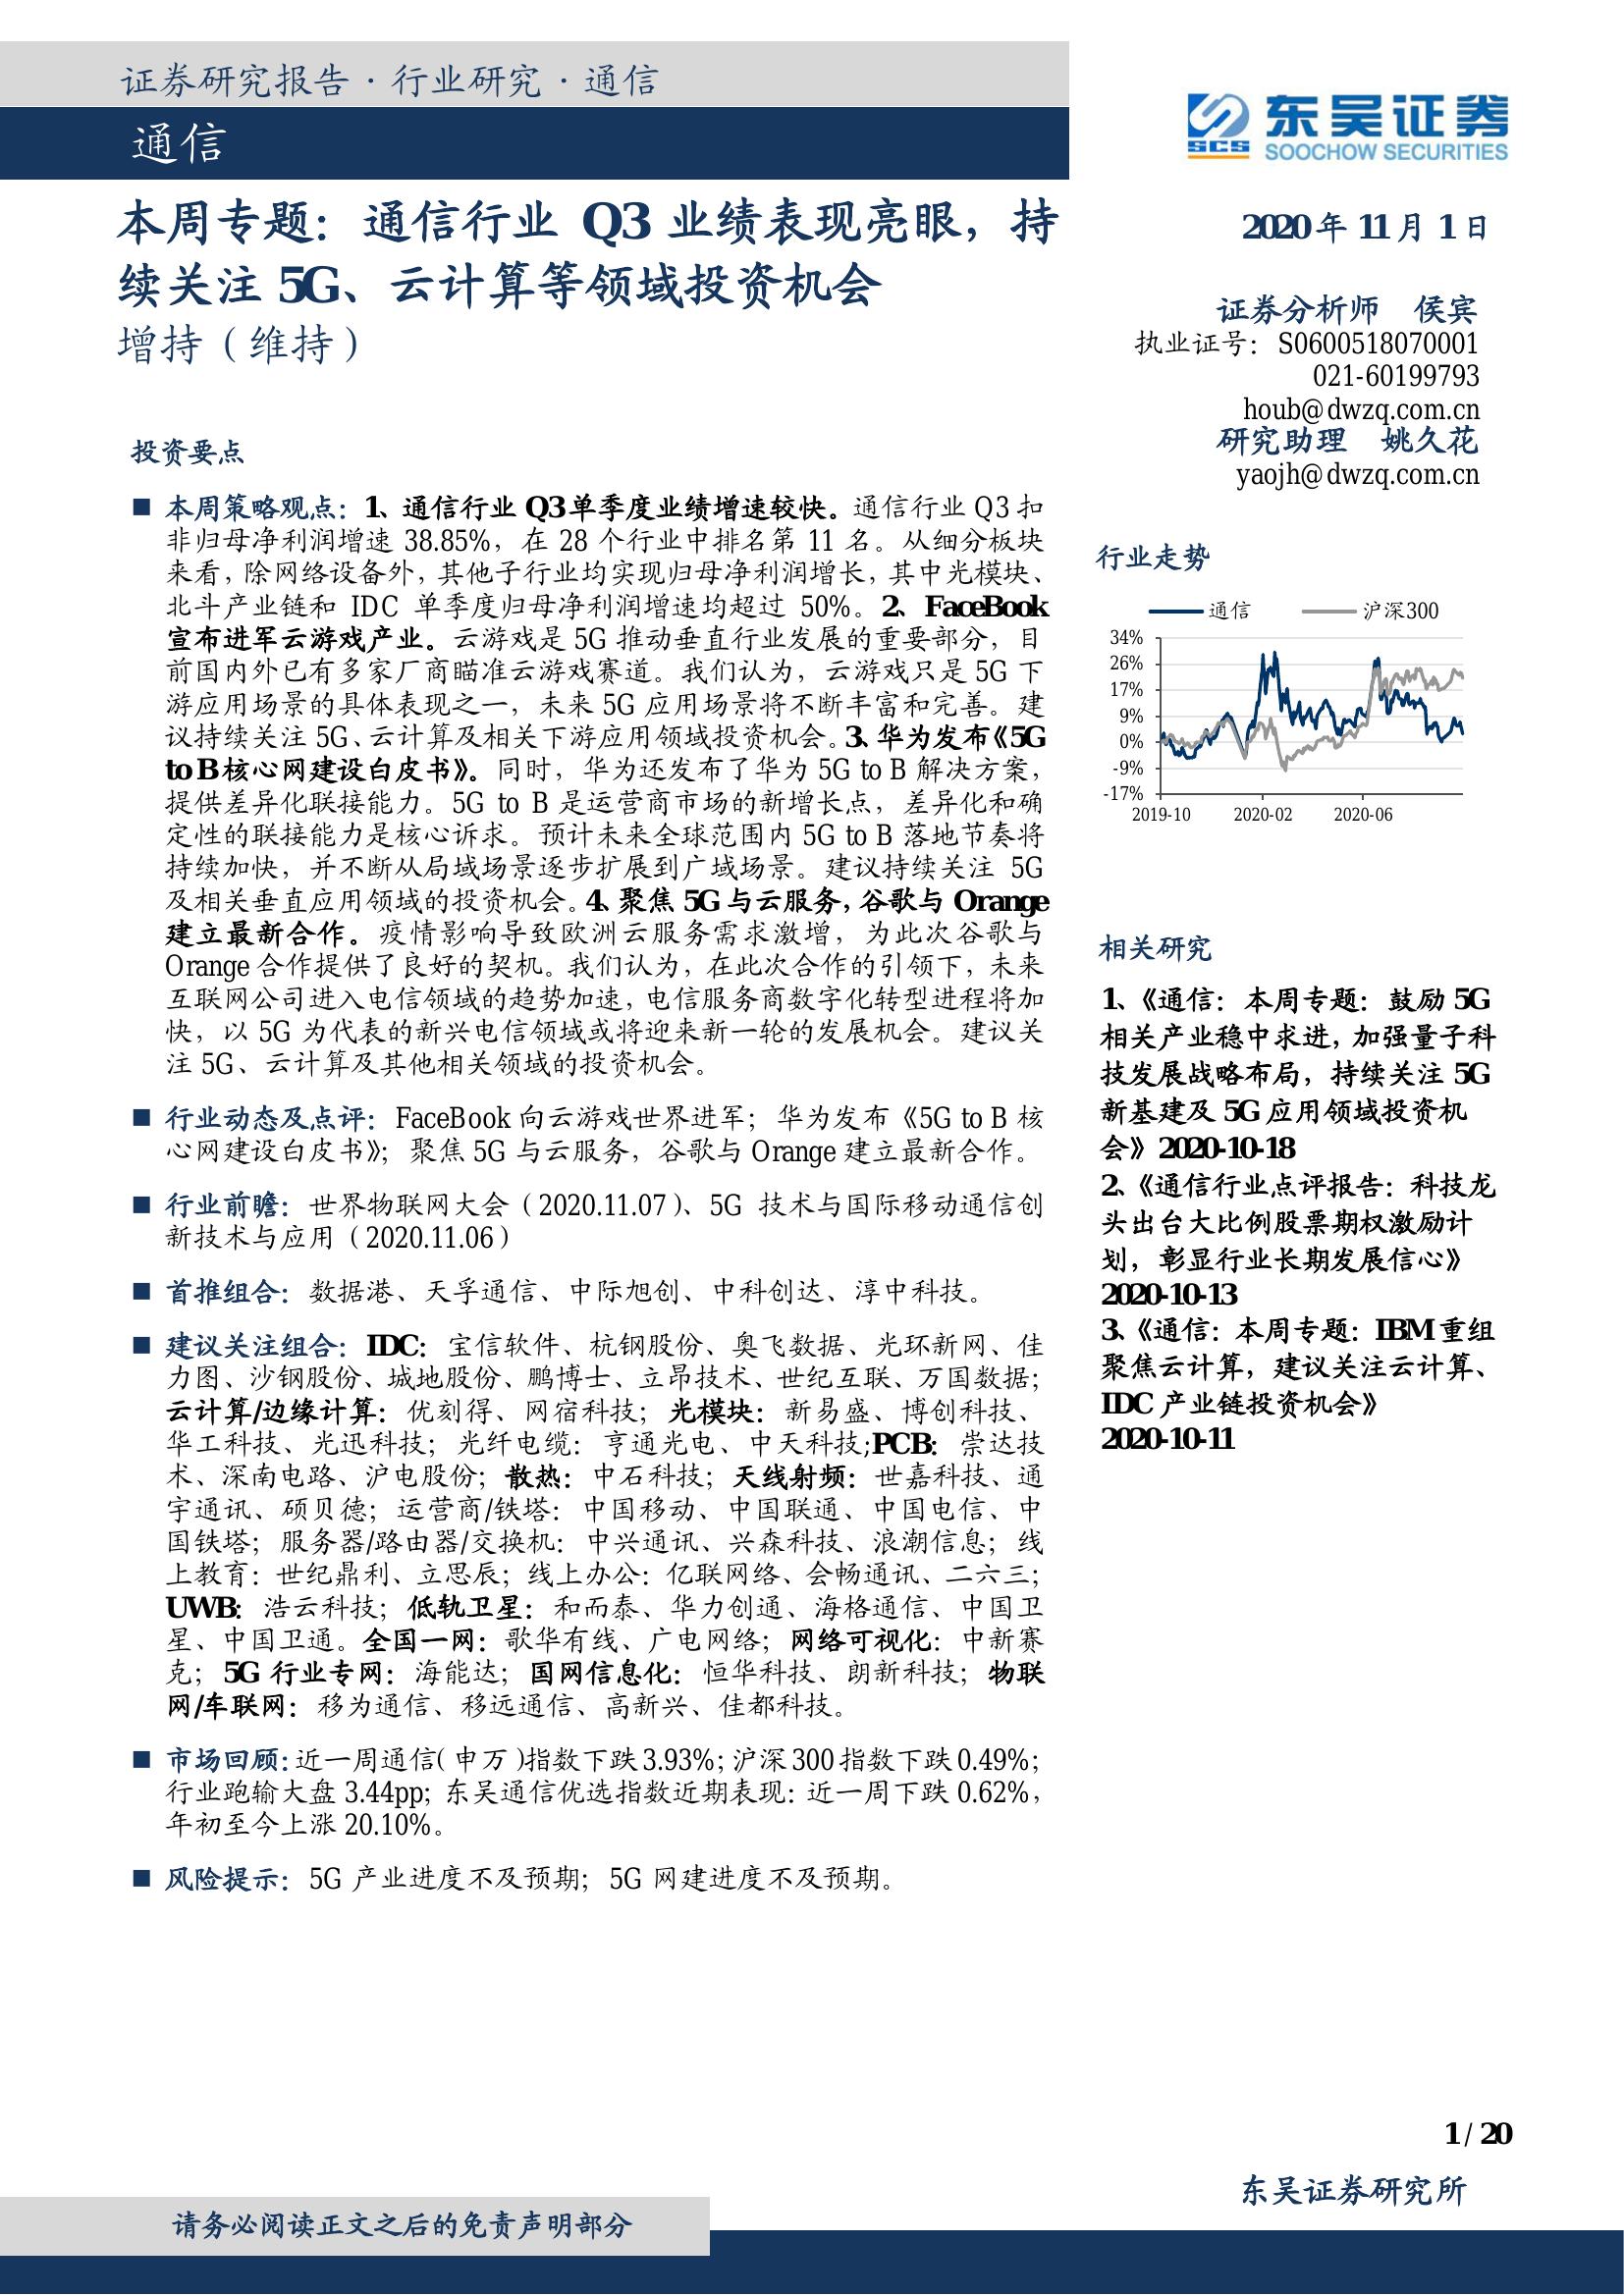 证券研究报告·行业研究·通信
通信
东吴证券
SCS
SOOCHOW SECURITIES
本周专题：通信行业 Q3 业绩表现亮眼，持
续关注 5G、云计算等领域投资机会
增持（维持）
2020 年 11 月 1 日
证券分析师 侯宾
执业证号：S0600518070001
021-60199793
houb@dwzq.com.cn
研究助理 姚久花
yaojh@dwzq.com.cn
投资要点
■ 本周策略观点：1、通信行业 Q3 单季度业绩增速较快。通信行业 Q3 扣
非归母净利润增速 38.85%，在 28 个行业中排名第 11 名。从细分板块
来看，除网络设备外，其他子行业均实现归母净利润增长，其中光模块、
北斗产业链和 IDC 单季度归母净利润增速均超过 50%。2、FaceBook
宣布进军云游戏产业。云游戏是 5G 推动垂直行业发展的重要部分，目
前国内外已有多家厂商瞄准云游戏赛道。我们认为，云游戏只是 5G 下
游应用场景的具体表现之一，未来 5G 应用场景将不断丰富和完善。建
议持续关注 5G、云计算及相关下游应用领域投资机会。3、华为发布《5G
to B 核心网建设白皮书》。同时，华为还发布了华为 5G to B 解决方案，
提供差异化联接能力。5G to B 是运营商市场的新增长点，差异化和确
定性的联接能力是核心诉求。预计未来全球范围内 5G to B 落地节奏将
持续加快，并不断从局域场景逐步扩展到广域场景。建议持续关注 5G
及相关垂直应用领域的投资机会。4、聚焦 5G 与云服务，谷歌与 Orange
建立最新合作。疫情影响导致欧洲云服务需求激增，为此次谷歌与
Orange 合作提供了良好的契机。我们认为，在此次合作的引领下，未来
互联网公司进入电信领域的趋势加速，电信服务商数字化转型进程将加
快，以 5G 为代表的新兴电信领域或将迎来新一轮的发展机会。建议关
注 5G、云计算及其他相关领域的投资机会。
■ 行业动态及点评：FaceBook 向云游戏世界进军；华为发布《5G to B 核
心网建设白皮书》；聚焦 5G 与云服务，谷歌与 Orange 建立最新合作。
■ 行业前瞻：世界物联网大会（2020.11.07）、5G 技术与国际移动通信创
新技术与应用（2020.11.06）
■ 首推组合：数据港、天孚通信、中际旭创、中科创达、淳中科技。
■ 建议关注组合：IDC：宝信软件、杭钢股份、奥飞数据、光环新网、佳
力图、沙钢股份、城地股份、鹏博士、立昂技术、世纪互联、万国数据；
云计算/边缘计算：优刻得、网宿科技；光模块：新易盛、博创科技、
华工科技、光迅科技；光纤电缆：亨通光电、中天科技;PCB：崇达技
术、深南电路、沪电股份；散热：中石科技；天线射频：世嘉科技、通
宇通讯、硕贝德；运营商/铁塔：中国移动、中国联通、中国电信、中
国铁塔；服务器/路由器/交换机：中兴通讯、兴森科技、浪潮信息；线
上教育：世纪鼎利、立思辰；线上办公：亿联网络、会畅通讯、二六三；
UWB：浩云科技；低轨卫星：和而泰、华力创通、海格通信、中国卫
星、中国卫通。全国一网：歌华有线、广电网络；网络可视化：中新赛
克；5G 行业专网：海能达；国网信息化：恒华科技、朗新科技；物联
网/车联网：移为通信、移远通信、高新兴、佳都科技。
■ 市场回顾：近一周通信（申万）指数下跌 3.93%；沪深 300 指数下跌 0.49%；
行业跑输大盘 3.44pp；东吴通信优选指数近期表现：近一周下跌 0.62%，
年初至今上涨 20.10%。
■ 风险提示：5G 产业进度不及预期；5G 网建进度不及预期。
行业走势
通信 沪深300
34%
26%
17%
9%
0%
-9%
-17%
2019-10 2020-02 2020-06
相关研究
1、《通信：本周专题：鼓励 5G
相关产业稳中求进，加强量子科
技发展战略布局，持续关注 5G
新基建及 5G 应用领域投资机
会》2020-10-18
2、《通信行业点评报告：科技龙
头出台大比例股票期权激励计
划，彰显行业长期发展信心》
2020-10-13
3、《通信：本周专题：IBM 重组
聚焦云计算，建议关注云计算、
IDC 产业链投资机会》
2020-10-11
1 / 20
东吴证券研究所
请务必阅读正文之后的免责声明部分